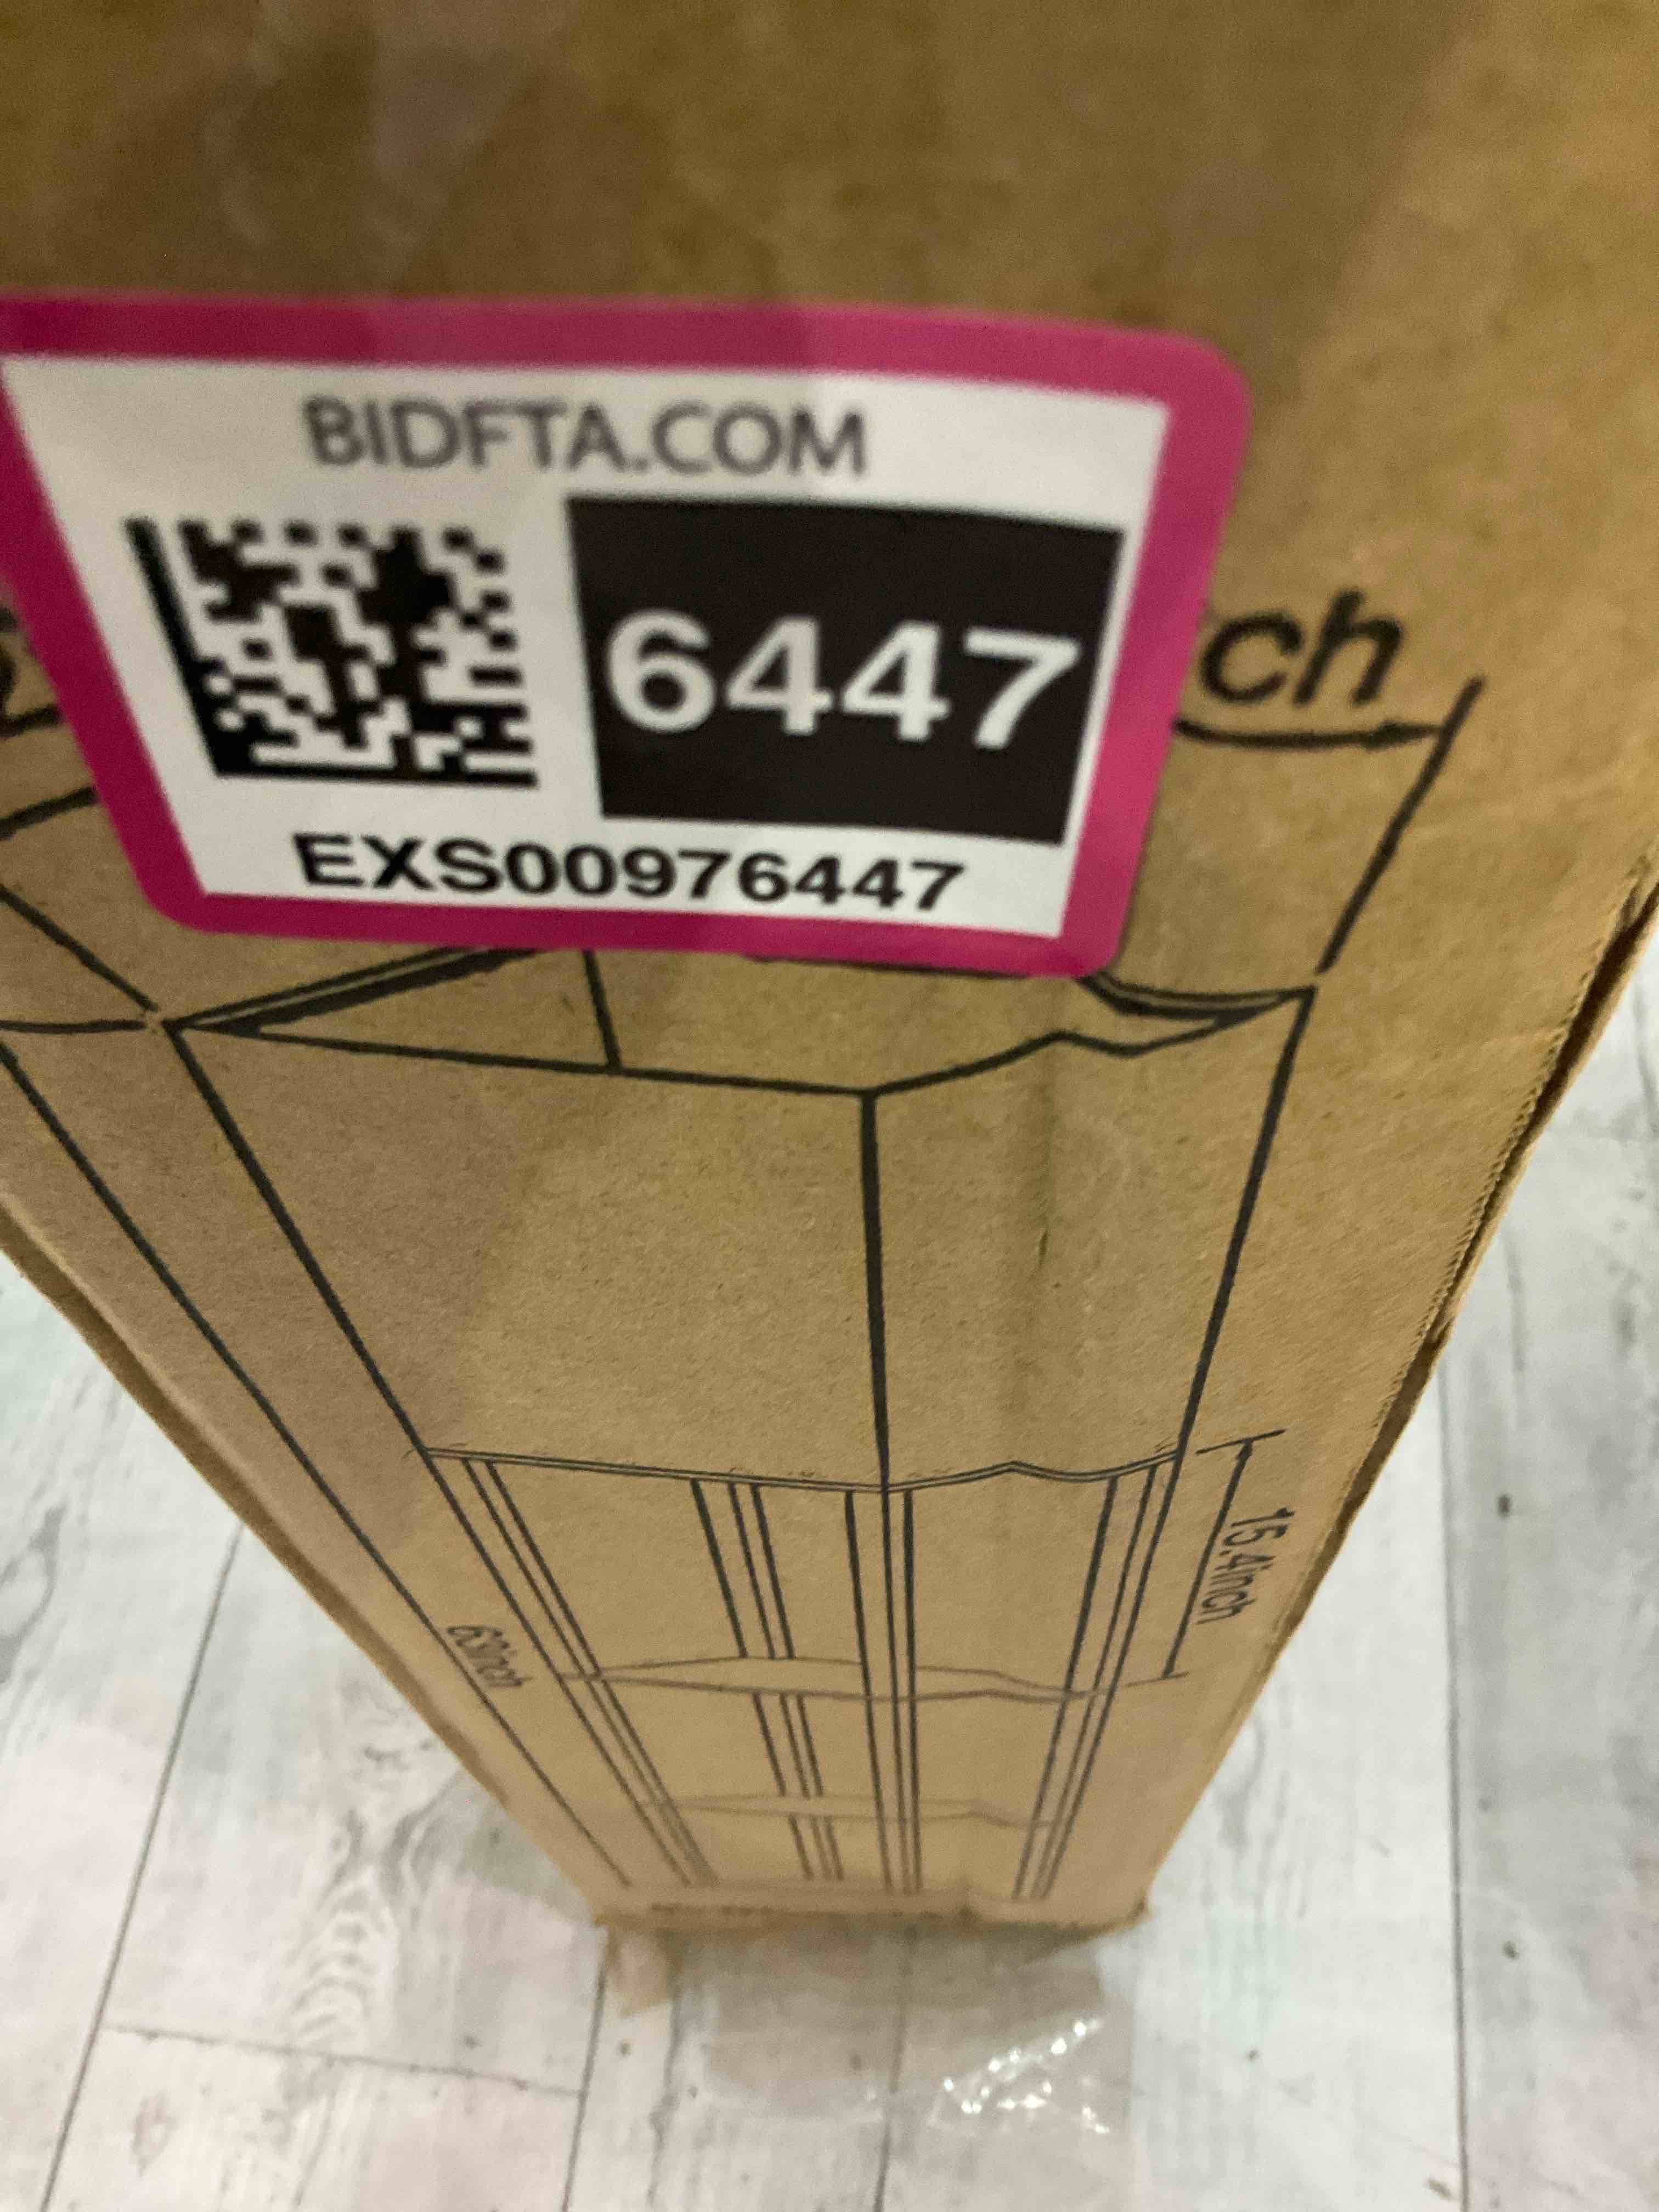 BIDFTA.COM
6447
EXS00976447
ch
15.4inch
63inch